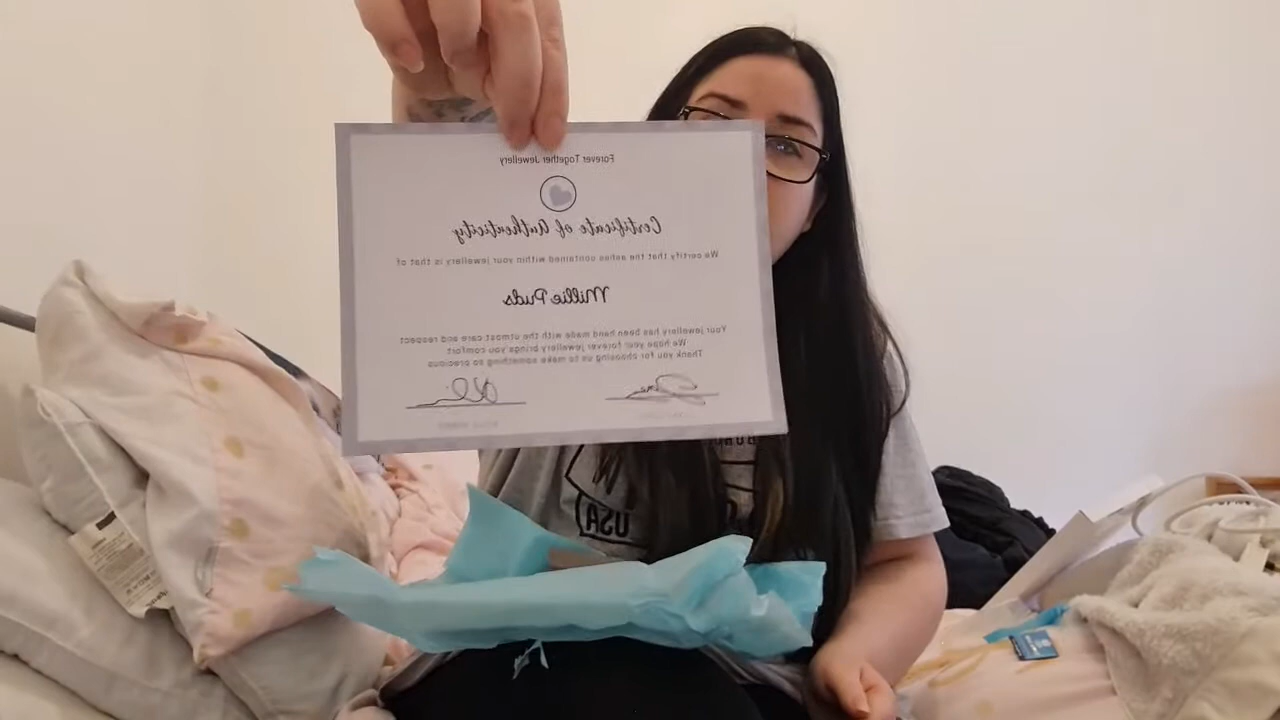 Forever Together Jewellery
Certificate of Authenticity
We certify that the ashes contained within your jewellery is that of
Millie Puds
Your jewellery has been hand made with the utmost care and respect
We hope your forever jewellery brings you comfort
Thank you for choosing us to make something so precious
USA